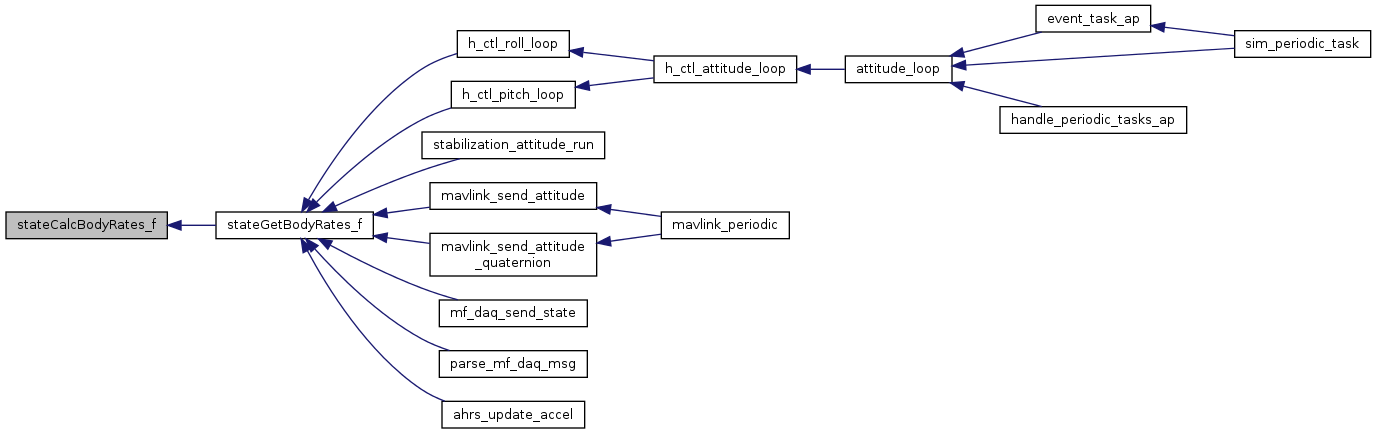 stateCalcBodyRates_f
stateGetBodyRates_f
h_ctl_roll_loop
h_ctl_pitch_loop
stabilization_attitude_run
mavlink_send_attitude
mavlink_send_attitude
_quaternion
mf_daq_send_state
parse_mf_daq_msg
ahrs_update_accel
h_ctl_attitude_loop
mavlink_periodic
attitude_loop
event_task_ap
handle_periodic_tasks_ap
sim_periodic_task